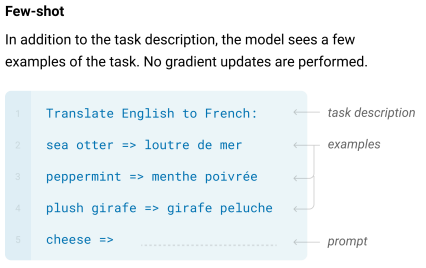 Few-shot
In addition to the task description, the model sees a few
examples of the task. No gradient updates are performed.
1 Translate English to French: task description
2 sea otter => loutre de mer examples
3 peppermint => menthe poivrée
4 plush girafe => girafe peluche
5 cheese => prompt